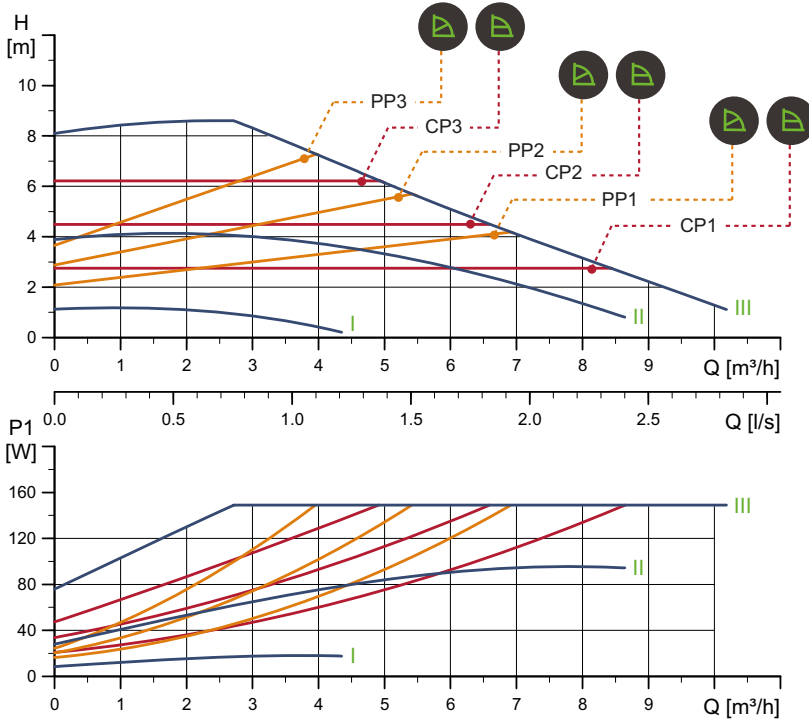 H
[m]
10
8
6
4
2
0
PP3
CP3
PP2
CP2
PP1
CP1
I
II
III
0 1 2 3 4 5 6 7 8 9 Q [m³/h]
0.0 0.5 1.0 1.5 2.0 2.5 Q [l/s]
P1
[W]
160
120
80
40
0
III
II
I
0 1 2 3 4 5 6 7 8 9 Q [m³/h]